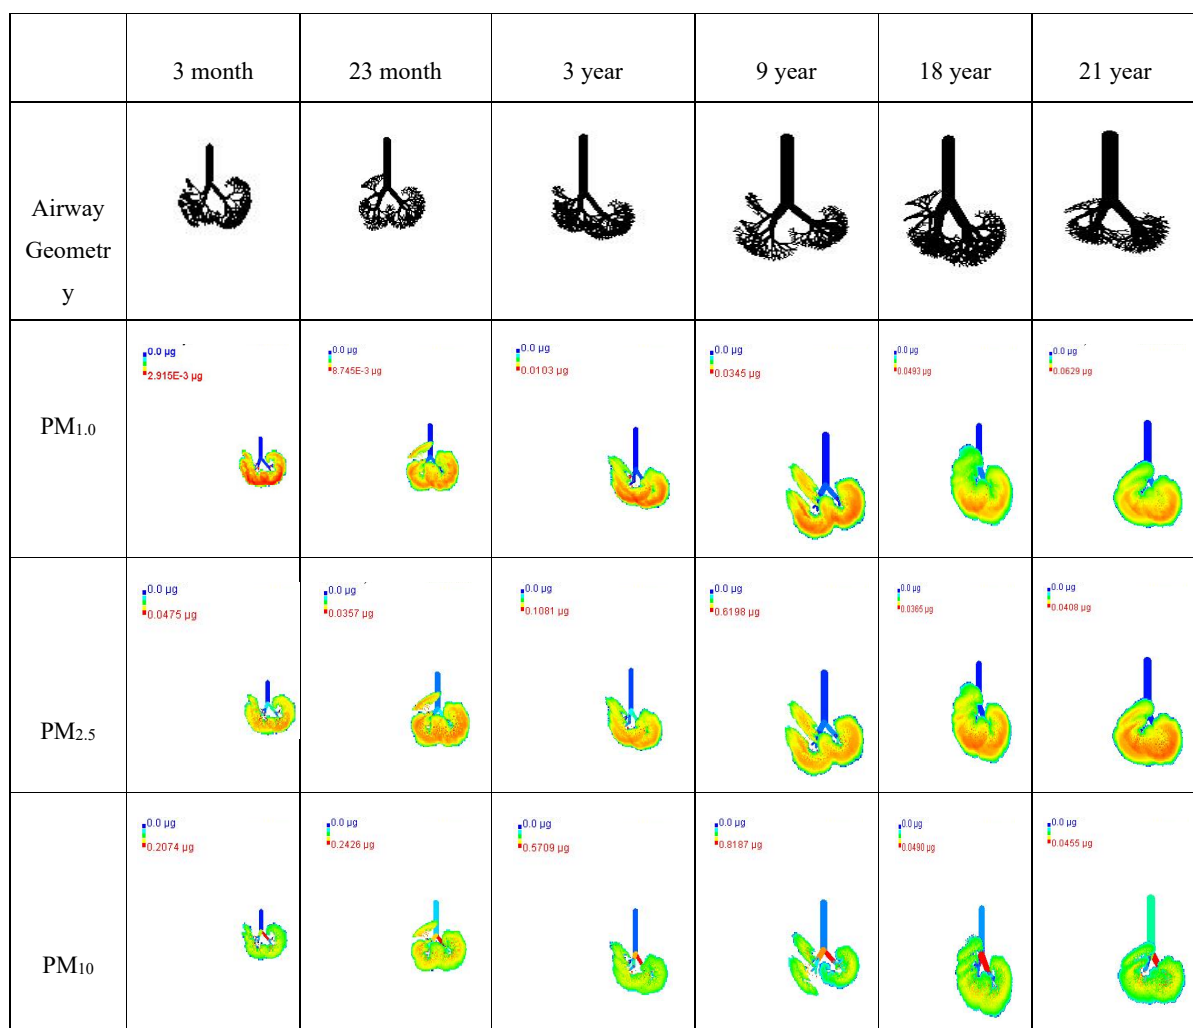 3 month 23 month 3 year 9 year 18 year 21 year
Airway
Geometr
y
PM1.0
0.0 µg 0.0 µg 0.0 µg 0.0 µg 0.0 µg 0.0 µg
2.915E-3 µg 8.745E-3 µg 0.0103 µg 0.0345 µg 0.0493 µg 0.0629 µg
PM2.5
0.0 µg 0.0 µg 0.0 µg 0.0 µg 0.0 µg 0.0 µg
0.0475 µg 0.0357 µg 0.1081 µg 0.6198 µg 0.0365 µg 0.0408 µg
PM10
0.0 µg 0.0 µg 0.0 µg 0.0 µg 0.0 µg 0.0 µg
0.2074 µg 0.2426 µg 0.5709 µg 0.8187 µg 0.0490 µg 0.0455 µg